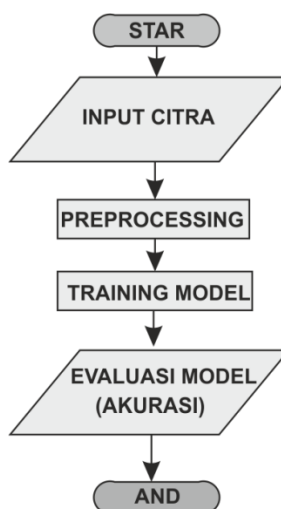 STAR
INPUT CITRA
PREPROCESSING
TRAINING MODEL
EVALUASI MODEL
(AKURASI)
AND